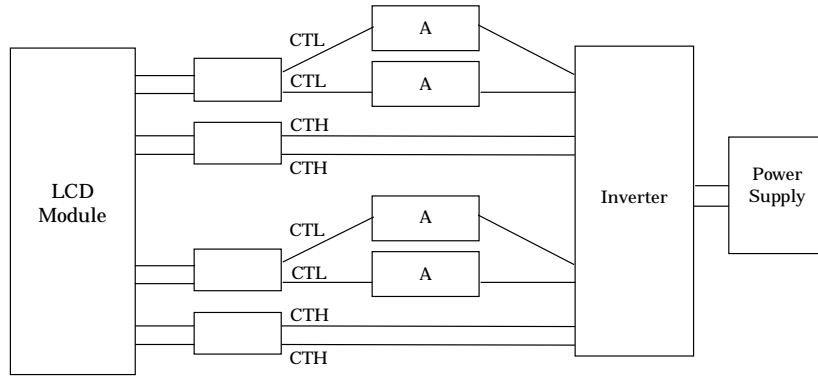 CTL
A
CTL
A
CTH
CTH
LCD
Module
CTL
A
CTL
A
CTH
CTH
Inverter
Power
Supply